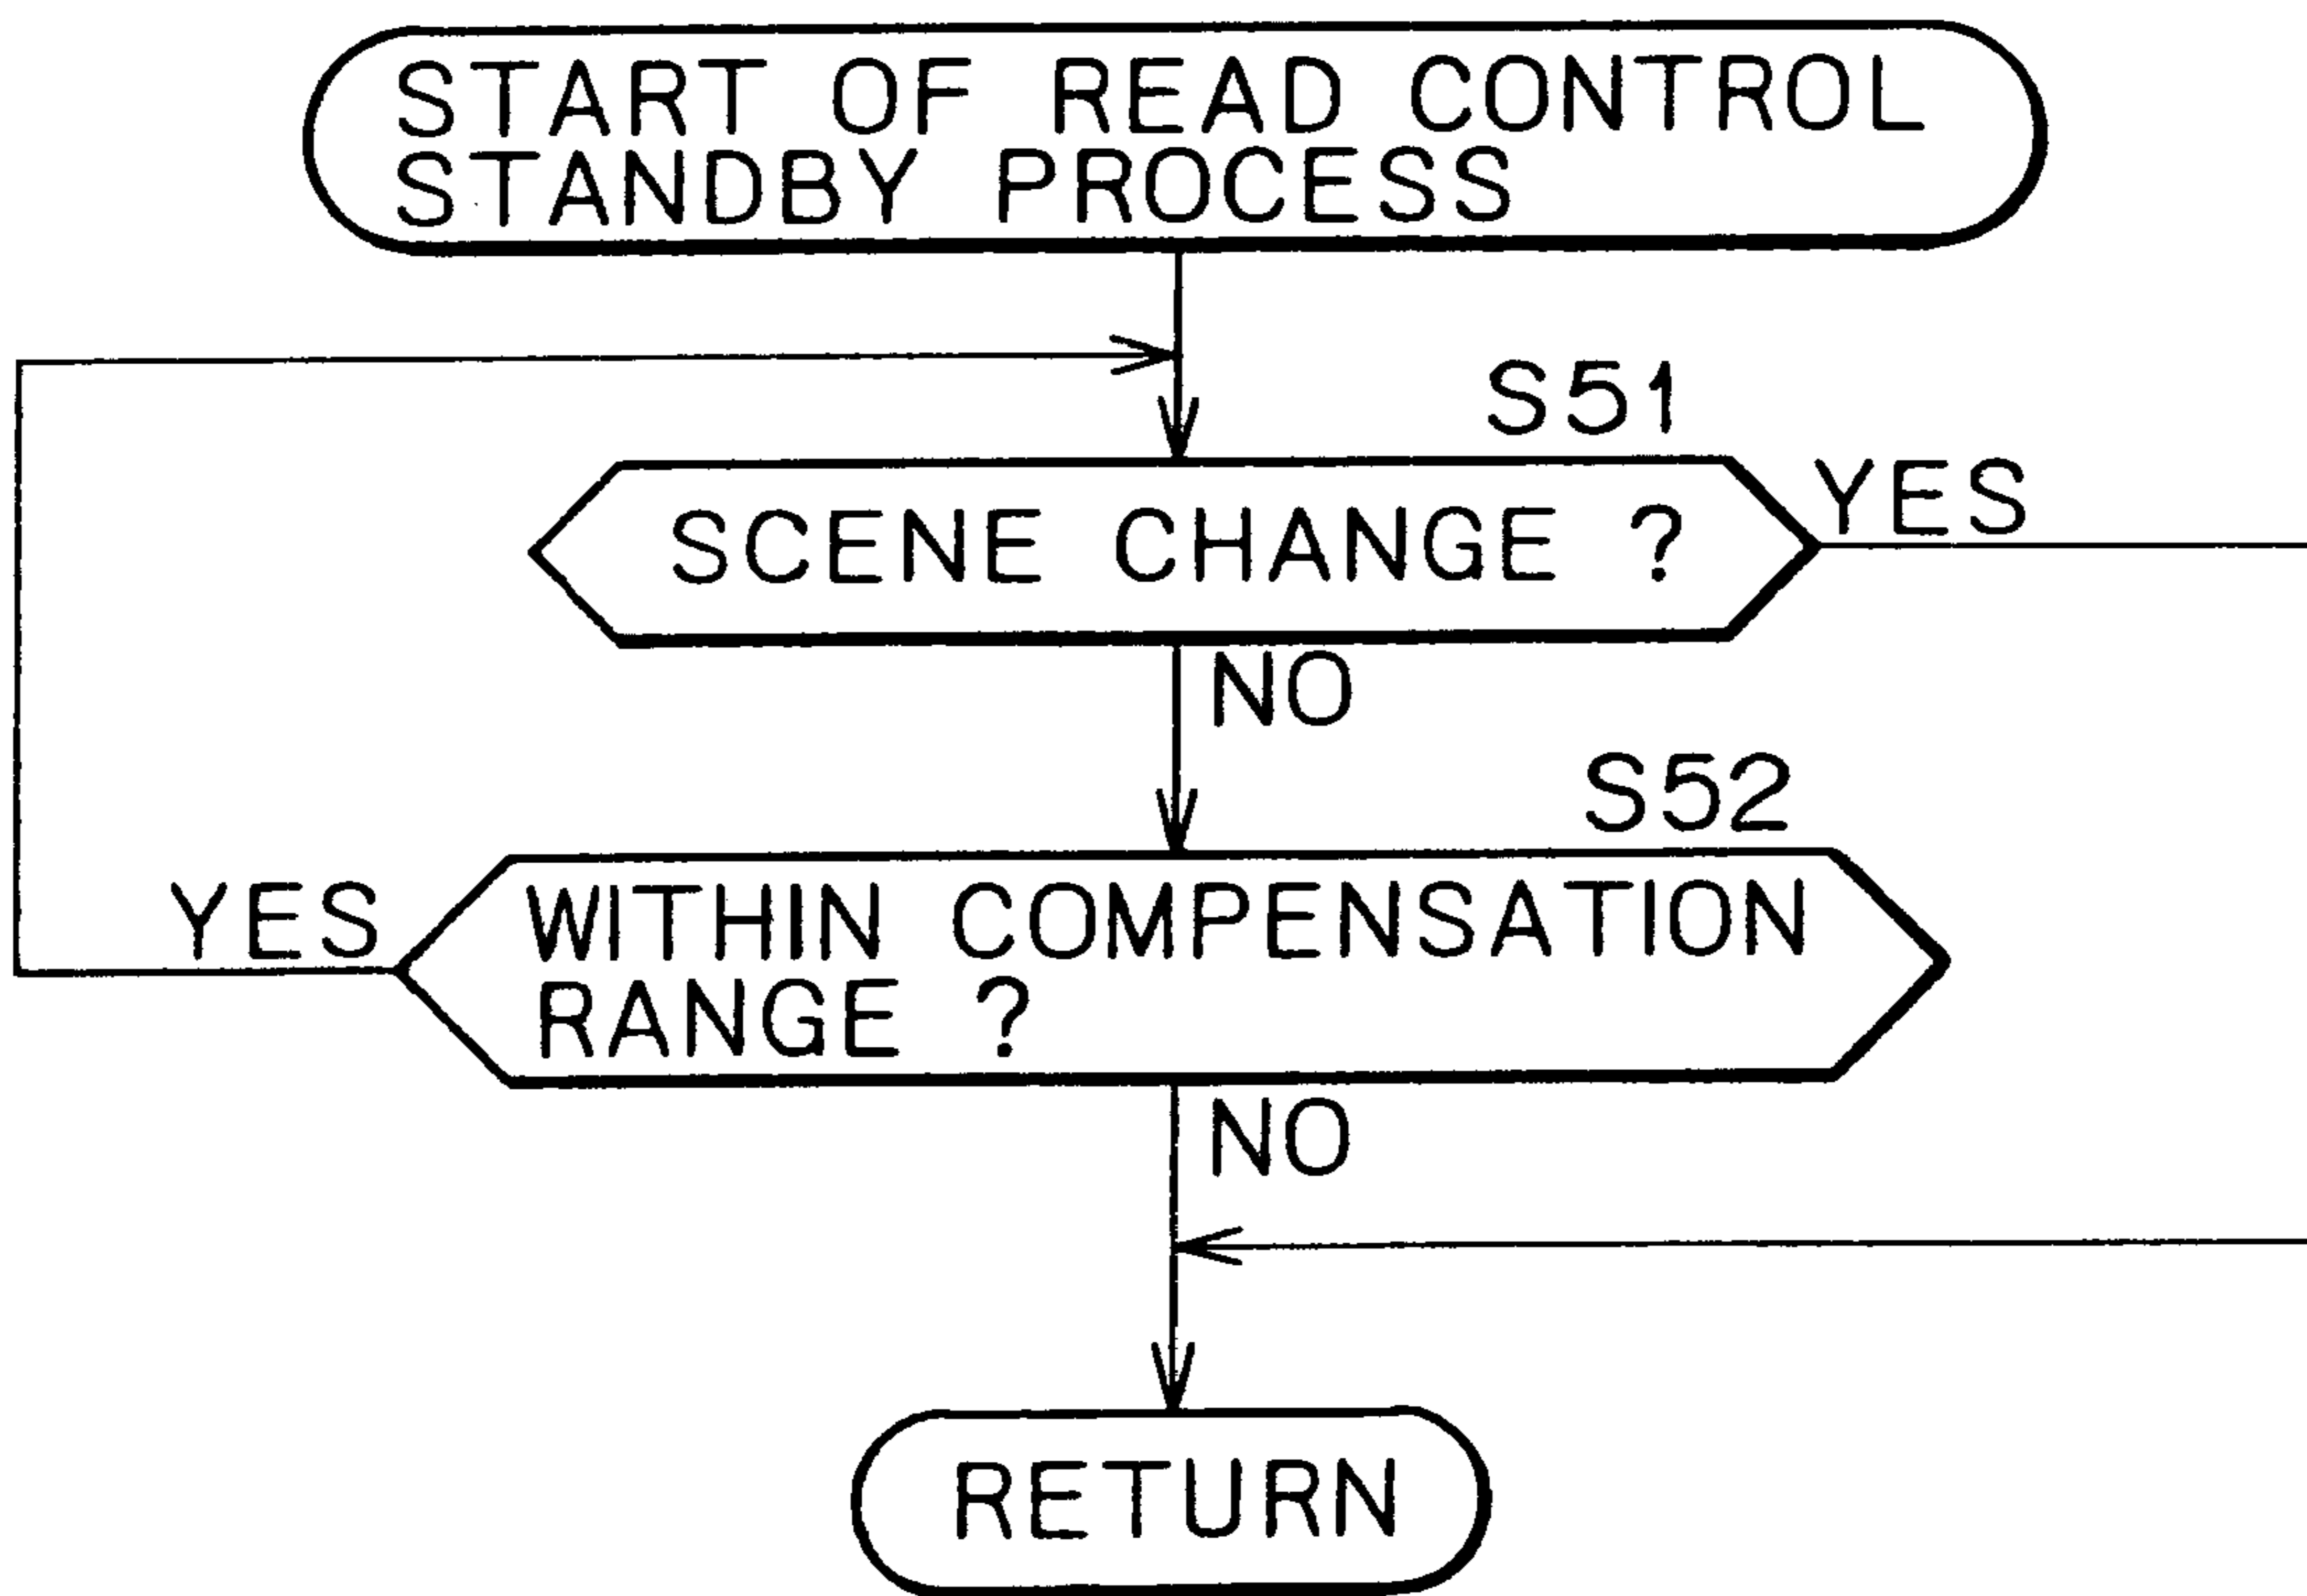 START OF READ CONTROL
STANDBY PROCESS
S51
SCENE CHANGE ?
YES
NO
S52
YES
WITHIN COMPENSATION
RANGE ?
NO
RETURN